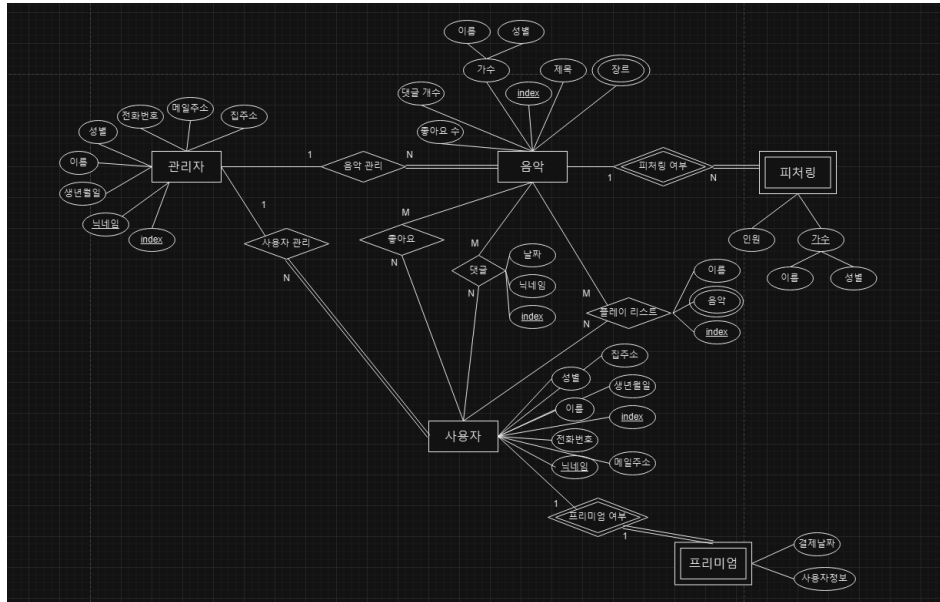 이름
성별
가수
제목
장르
index
댓글 개수
좋아요 수
메일주소
전화번호
집주소
성별
이름
생년월일
닉네임
index
관리자
1
음악 관리
N
음악
1
피처링 여부
N
피처링
인원
가수
이름
성별
1
사용자 관리
N
M
좋아요
N
M
댓글
N
날짜
닉네임
index
M
플레이 리스트
N
이름
음악
index
사용자
집주소
성별
생년월일
이름
index
전화번호
닉네임
메일주소
1
프리미엄 여부
1
프리미엄
결제날짜
사용자정보